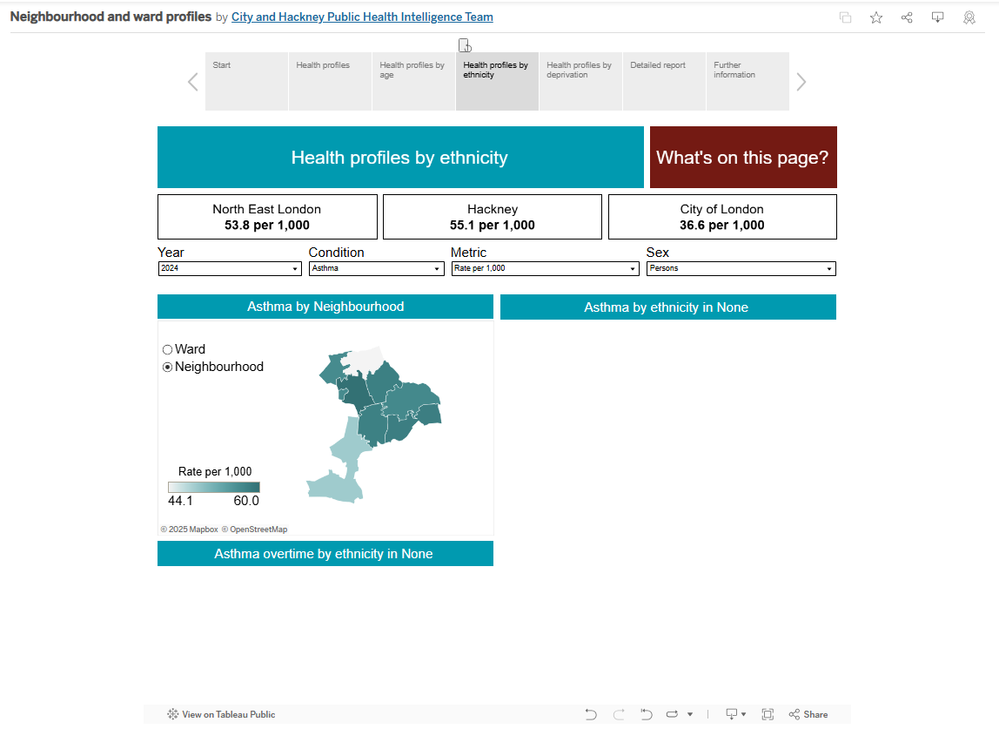 Neighbourhood and ward profiles by City and Hackney Public Health Intelligence Team
Start
Health profiles
Health profiles by
age
Health profiles by
ethnicity
Health profiles by
deprivation
Detailed report
Further
information
Health profiles by ethnicity
What's on this page?
North East London
53.8 per 1,000
Hackney
55.1 per 1,000
City of London
36.6 per 1,000
Year
2024
Condition
Asthma
Metric
Rate per 1,000
Sex
Persons
Asthma by Neighbourhood
Asthma by ethnicity in None
Ward
Neighbourhood
Rate per 1,000
44.1 60.0
© 2025 Mapbox © OpenStreetMap
Asthma overtime by ethnicity in None
View on Tableau Public
Share